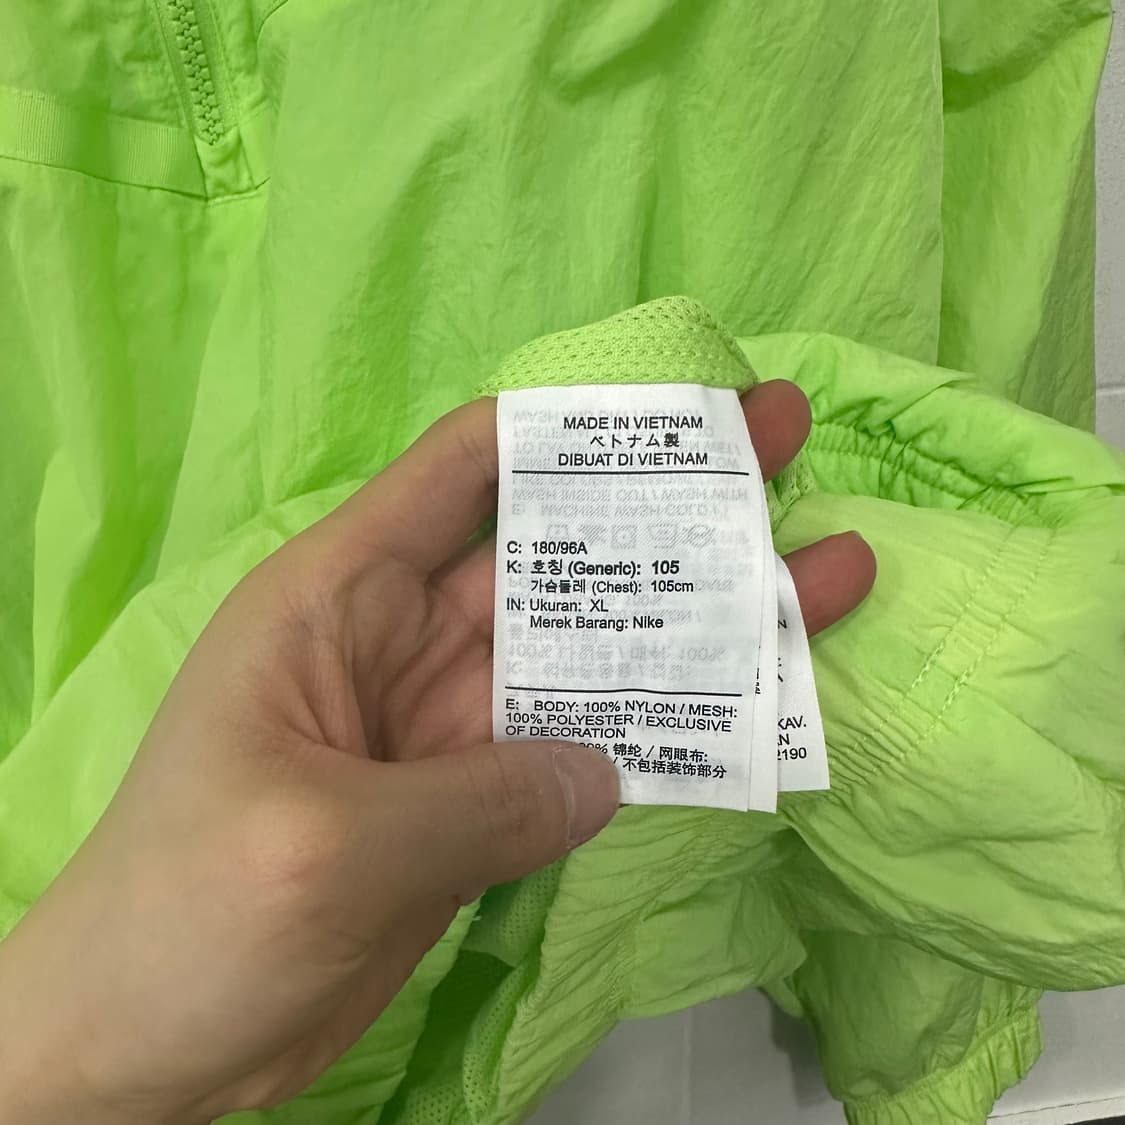 MADE IN VIETNAM
ベトナム製
DIBUAT DI VIETNAM
C: 180/96A
K: 호칭 (Generic): 105
가슴둘레 (Chest): 105cm
IN: Ukuran: XL
Merek Barang: Nike
E: BODY: 100% NYLON / MESH:
100% POLYESTER / EXCLUSIVE
OF DECORATION
锦纶 / 网眼布:
/ 不包括装饰部分
KAV.
2190